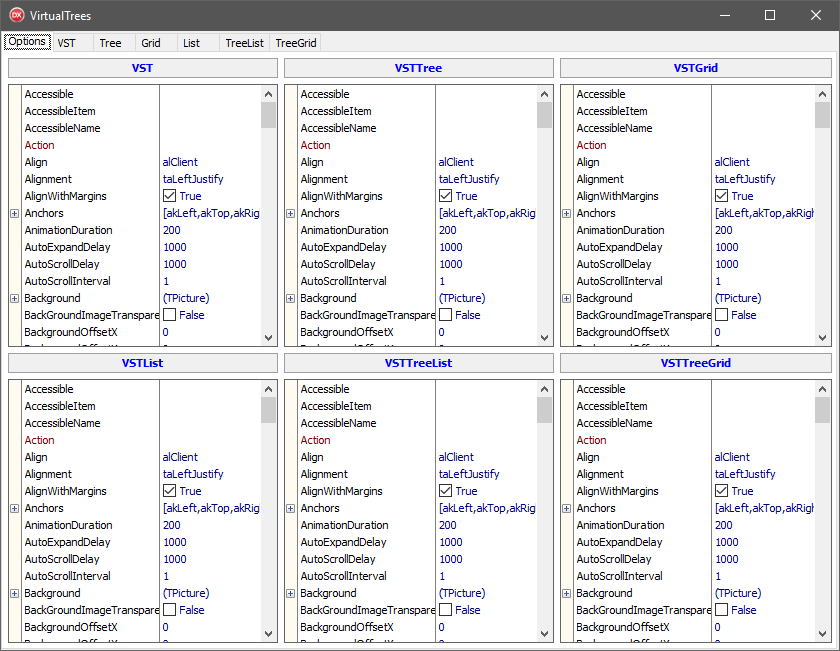 DX VirtualTrees
Options VST Tree Grid List TreeList TreeGrid
VST
Accessible
AccessibleItem
AccessibleName
Action
Align alClient
Alignment taLeftJustify
AlignWithMargins True
Anchors [akLeft,akTop,akRig
AnimationDuration 200
AutoExpandDelay 1000
AutoScrollDelay 1000
AutoScrollInterval 1
Background (TPicture)
BackGroundImageTranspare False
BackgroundOffsetX 0
VSTTree
Accessible
AccessibleItem
AccessibleName
Action
Align alClient
Alignment taLeftJustify
AlignWithMargins True
Anchors [akLeft,akTop,akRig
AnimationDuration 200
AutoExpandDelay 1000
AutoScrollDelay 1000
AutoScrollInterval 1
Background (TPicture)
BackGroundImageTranspare False
BackgroundOffsetX 0
VSTGrid
Accessible
AccessibleItem
AccessibleName
Action
Align alClient
Alignment taLeftJustify
AlignWithMargins True
Anchors [akLeft,akTop,akRigh
AnimationDuration 200
AutoExpandDelay 1000
AutoScrollDelay 1000
AutoScrollInterval 1
Background (TPicture)
BackGroundImageTranspare False
BackgroundOffsetX 0
VSTList
Accessible
AccessibleItem
AccessibleName
Action
Align alClient
Alignment taLeftJustify
AlignWithMargins True
Anchors [akLeft,akTop,akRig
AnimationDuration 200
AutoExpandDelay 1000
AutoScrollDelay 1000
AutoScrollInterval 1
Background (TPicture)
BackGroundImageTranspare False
BackgroundOffsetX 0
VSTTreeList
Accessible
AccessibleItem
AccessibleName
Action
Align alClient
Alignment taLeftJustify
AlignWithMargins True
Anchors [akLeft,akTop,akRig
AnimationDuration 200
AutoExpandDelay 1000
AutoScrollDelay 1000
AutoScrollInterval 1
Background (TPicture)
BackGroundImageTranspare False
BackgroundOffsetX 0
VSTTreeGrid
Accessible
AccessibleItem
AccessibleName
Action
Align alClient
Alignment taLeftJustify
AlignWithMargins True
Anchors [akLeft,akTop,akRigh
AnimationDuration 200
AutoExpandDelay 1000
AutoScrollDelay 1000
AutoScrollInterval 1
Background (TPicture)
BackGroundImageTranspare False
BackgroundOffsetX 0